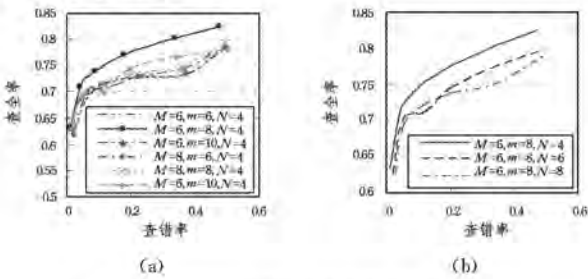 0.85
0.8
0.75
0.7
0.65
0.6
0.55
0.5
查全率
M=6,m=6,N=4
M=6,m=8,N=4
M=6,m=10,N=4
M=8,m=6,N=4
M=8,m=8,N=4
M=6,m=10,N=4
0 0.2 0.4 0.6
查错率
(a)
0.85
0.8
0.75
0.7
0.65
0.6
查全率
M=6,m=8,N=4
M=6,m=8,N=6
M=6,m=8,N=8
0 0.2 0.4 0.6
查错率
(b)